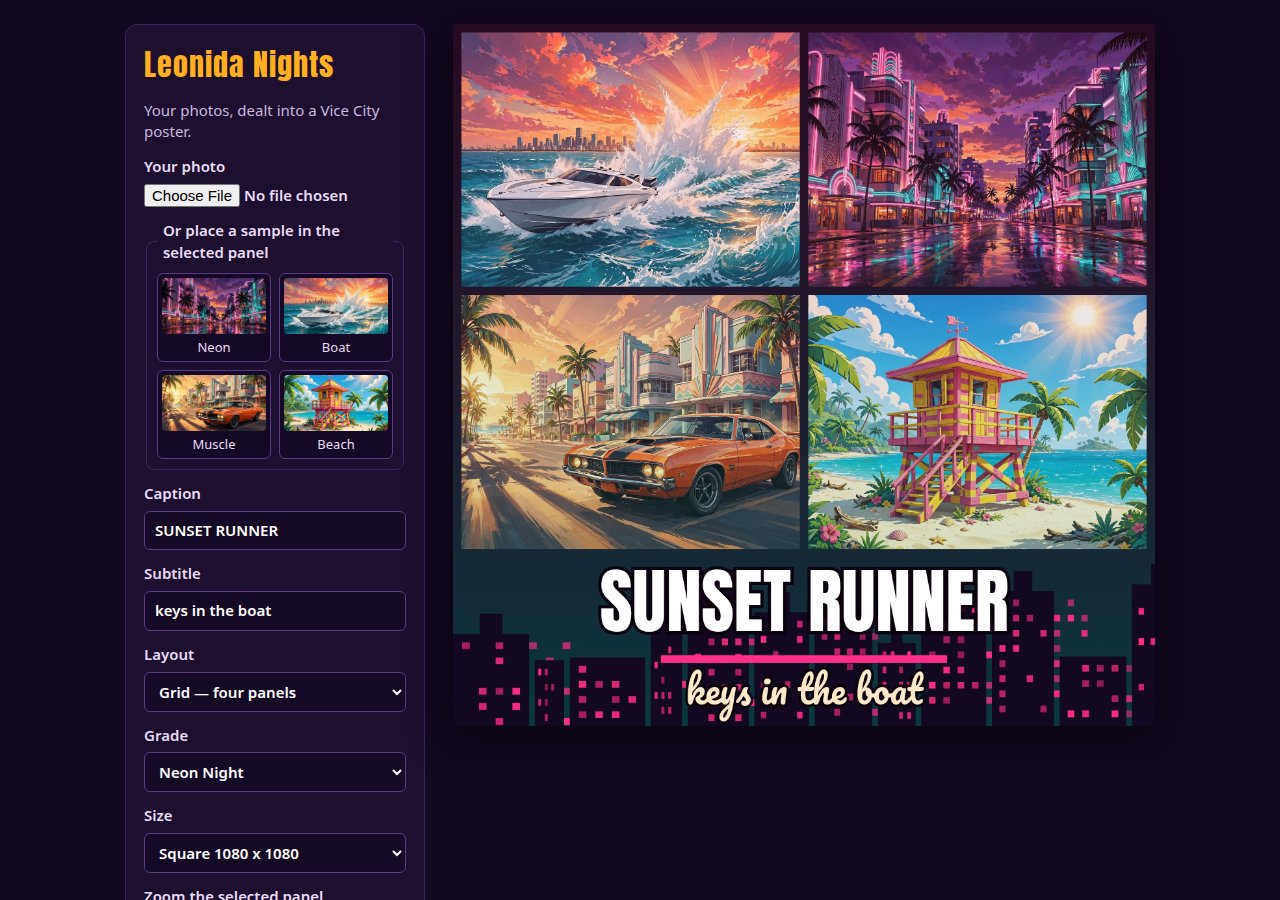 Leonida Nights
Your photos, dealt into a Vice City
poster.
Your photo
Choose File No file chosen
Or place a sample in the
selected panel
Neon
Boat
Muscle
Beach
Caption
SUNSET RUNNER
Subtitle
keys in the boat
Layout
Grid — four panels
Grade
Neon Night
Size
Square 1080 x 1080
Zoom the selected panel
SUNSET RUNNER
keys in the boat